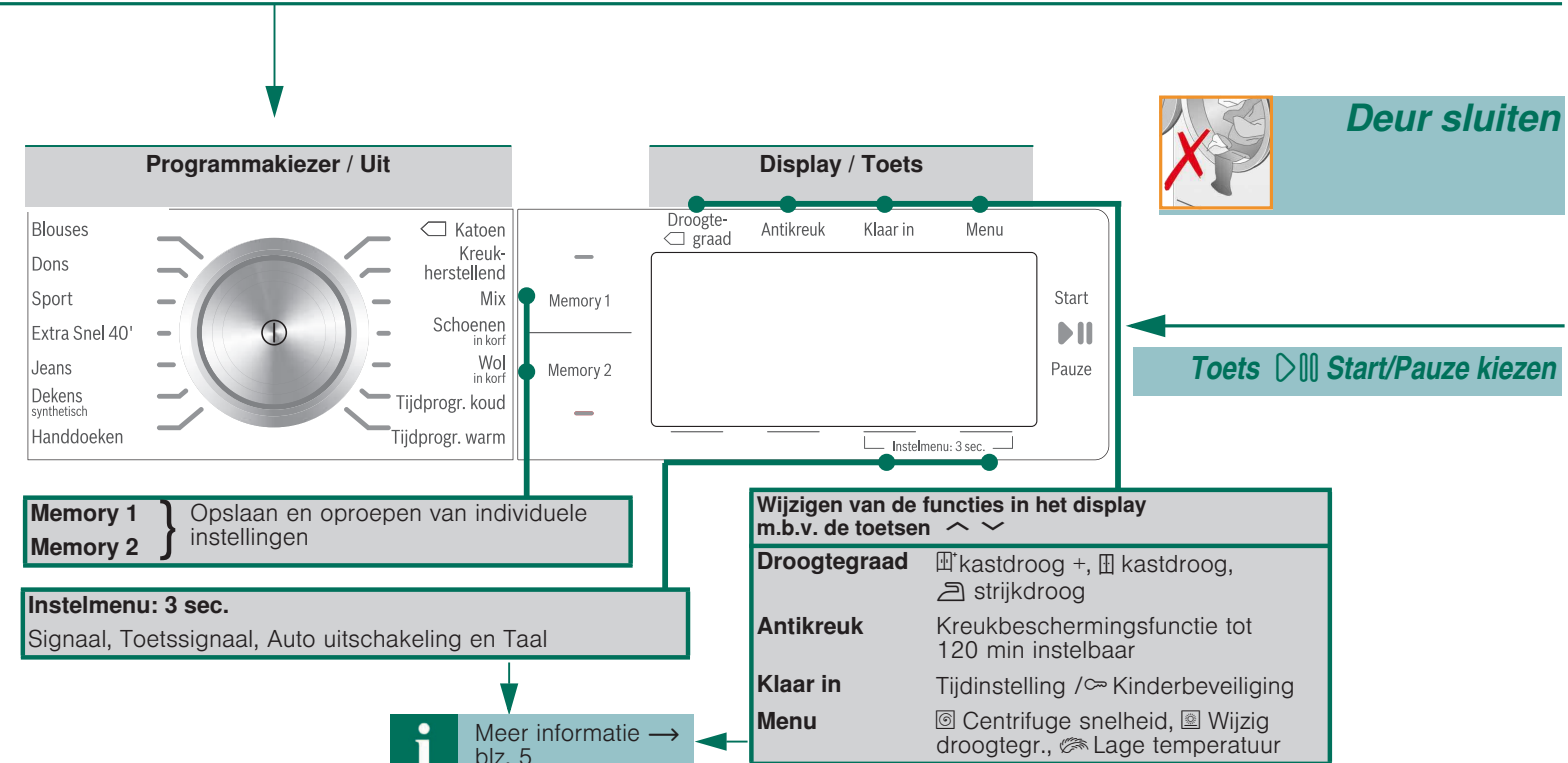 Deur sluiten
Programmakiezer / Uit
Display / Toets
Blouses
Dons
Sport
Extra Snel 40'
Jeans
Dekens
synthetisch
Handdoeken
Katoen
Kreuk-
herstellend
Mix
Schoenen
in korf
Wol
in korf
Tijdprogr. koud
Tijdprogr. warm
Memory 1
Memory 2
Droogte-
graad
Antikreuk
Klaar in
Menu
Instelmenu: 3 sec.
Start
Pauze
Toets Start/Pauze kiezen
Memory 1
Memory 2
Opslaan en oproepen van individuele
instellingen
Instelmenu: 3 sec.
Signaal, Toetssignaal, Auto uitschakeling en Taal
Wijzigen van de functies in het display
m.b.v. de toetsen
Droogtegraad kastdroog +, kastdroog,
strijkdroog
Antikreuk Kreukbeschermingsfunctie tot
120 min instelbaar
Klaar in Tijdinstelling / Kinderbeveiliging
Menu Centrifuge snelheid, Wijzig
droogtegr., Lage temperatuur
i
Meer informatie →
blz. 5